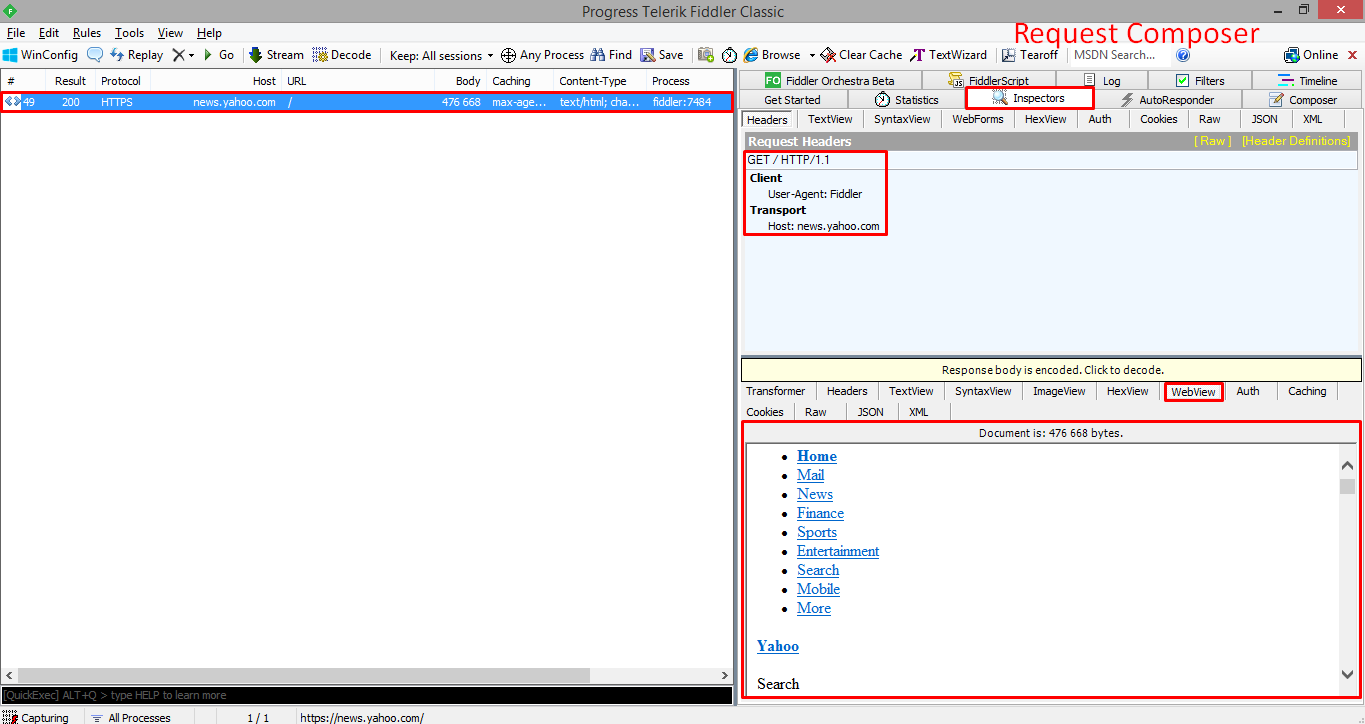 Progress Telerik Fiddler Classic
File Edit Rules Tools View Help
Request Composer
WinConfig Replay Go Stream Decode Keep: All sessions Any Process Find Save Browse Clear Cache TextWizard Tearoff MSDN Search... Online
# Result Protocol Host URL Body Caching Content-Type Process
49 200 HTTPS news.yahoo.com / 476 668 max-age... text/html; cha... fiddler:7484
FO Fiddler Orchestra Beta FiddlerScript Log Filters Timeline
Get Started Statistics Inspectors AutoResponder Composer
Headers TextView SyntaxView WebForms HexView Auth Cookies Raw JSON XML
Request Headers [ Raw ] [Header Definitions]
GET / HTTP/1.1
Client
User-Agent: Fiddler
Transport
Host: news.yahoo.com
Response body is encoded. Click to decode.
Transformer Headers TextView SyntaxView ImageView HexView WebView Auth Caching
Cookies Raw JSON XML
Document is: 476 668 bytes.
Home
Mail
News
Finance
Sports
Entertainment
Search
Mobile
More
Yahoo
Search
[QuickExec] ALT+Q > type HELP to learn more
Capturing All Processes 1 / 1 https://news.yahoo.com/